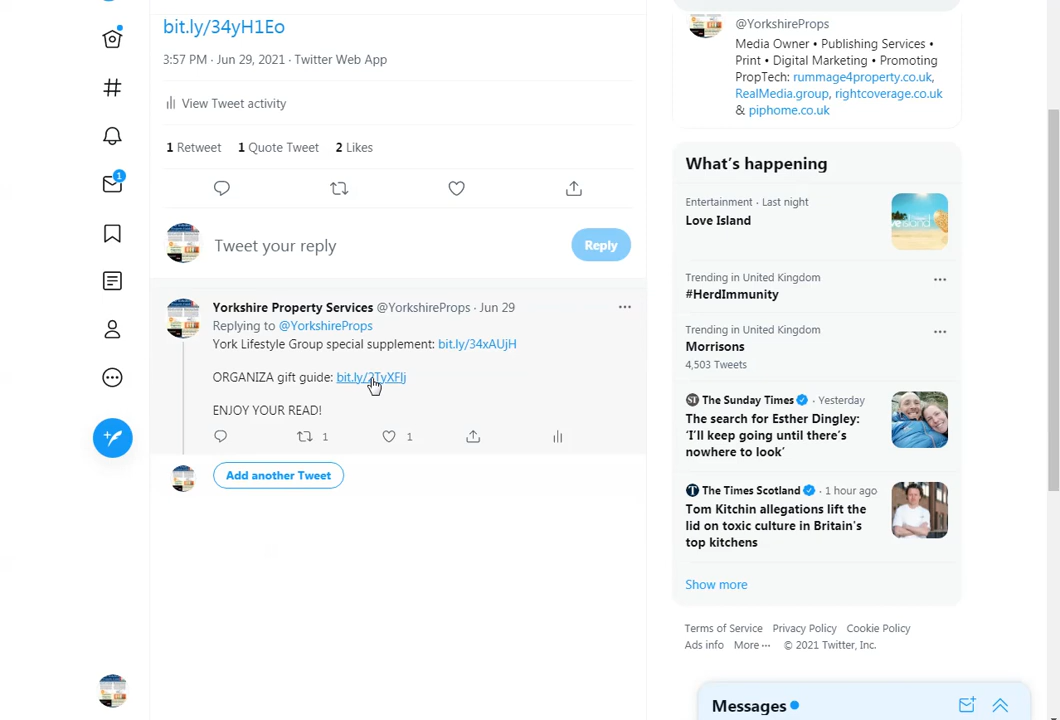 bit.ly/34yH1Eo
3:57 PM · Jun 29, 2021 · Twitter Web App
View Tweet activity
1 Retweet 1 Quote Tweet 2 Likes
Tweet your reply
Reply
Yorkshire Property Services @YorkshireProps · Jun 29
Replying to @YorkshireProps
York Lifestyle Group special supplement: bit.ly/34xAUjH
ORGANIZA gift guide:
ENJOY YOUR READ!
1 1
Add another Tweet
1
@YorkshireProps
Media Owner • Publishing Services •
Print • Digital Marketing • Promoting
PropTech: rummage4property.co.uk,
RealMedia.group, rightcoverage.co.uk
& piphome.co.uk
What's happening
Entertainment · Last night
Love Island
Trending in United Kingdom
#HerdImmunity
Trending in United Kingdom
Morrisons
4,503 Tweets
The Sunday Times · Yesterday
The search for Esther Dingley:
‘I'll keep going until there's
nowhere to look’
The Times Scotland · 1 hour ago
Tom Kitchin allegations lift the
lid on toxic culture in Britain's
top kitchens
Show more
Terms of Service Privacy Policy Cookie Policy
Ads info More ··· © 2021 Twitter, Inc.
Messages